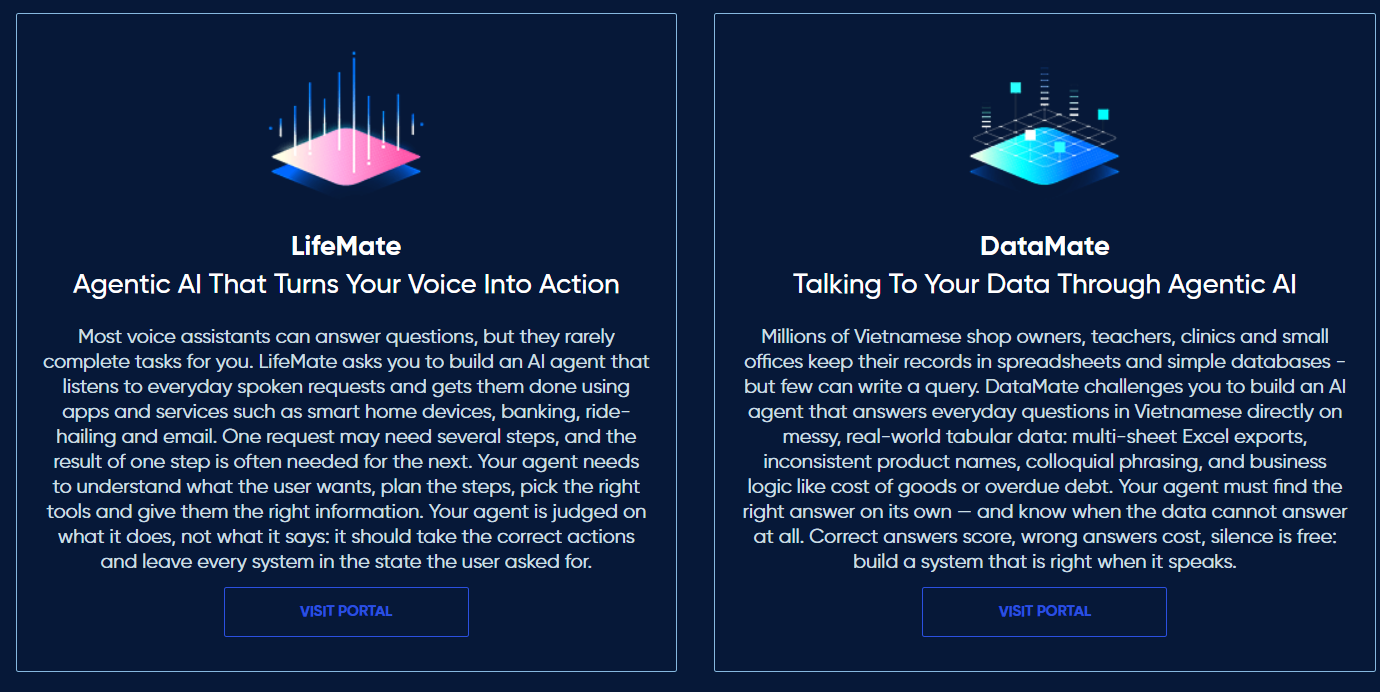 LifeMate
Agentic AI That Turns Your Voice Into Action
Most voice assistants can answer questions, but they rarely
complete tasks for you. LifeMate asks you to build an AI agent that
listens to everyday spoken requests and gets them done using
apps and services such as smart home devices, banking, ride-
hailing and email. One request may need several steps, and the
result of one step is often needed for the next. Your agent needs
to understand what the user wants, plan the steps, pick the right
tools and give them the right information. Your agent is judged on
what it does, not what it says: it should take the correct actions
and leave every system in the state the user asked for.
VISIT PORTAL
DataMate
Talking To Your Data Through Agentic AI
Millions of Vietnamese shop owners, teachers, clinics and small
offices keep their records in spreadsheets and simple databases -
but few can write a query. DataMate challenges you to build an AI
agent that answers everyday questions in Vietnamese directly on
messy, real-world tabular data: multi-sheet Excel exports,
inconsistent product names, colloquial phrasing, and business
logic like cost of goods or overdue debt. Your agent must find the
right answer on its own — and know when the data cannot answer
at all. Correct answers score, wrong answers cost, silence is free:
build a system that is right when it speaks.
VISIT PORTAL